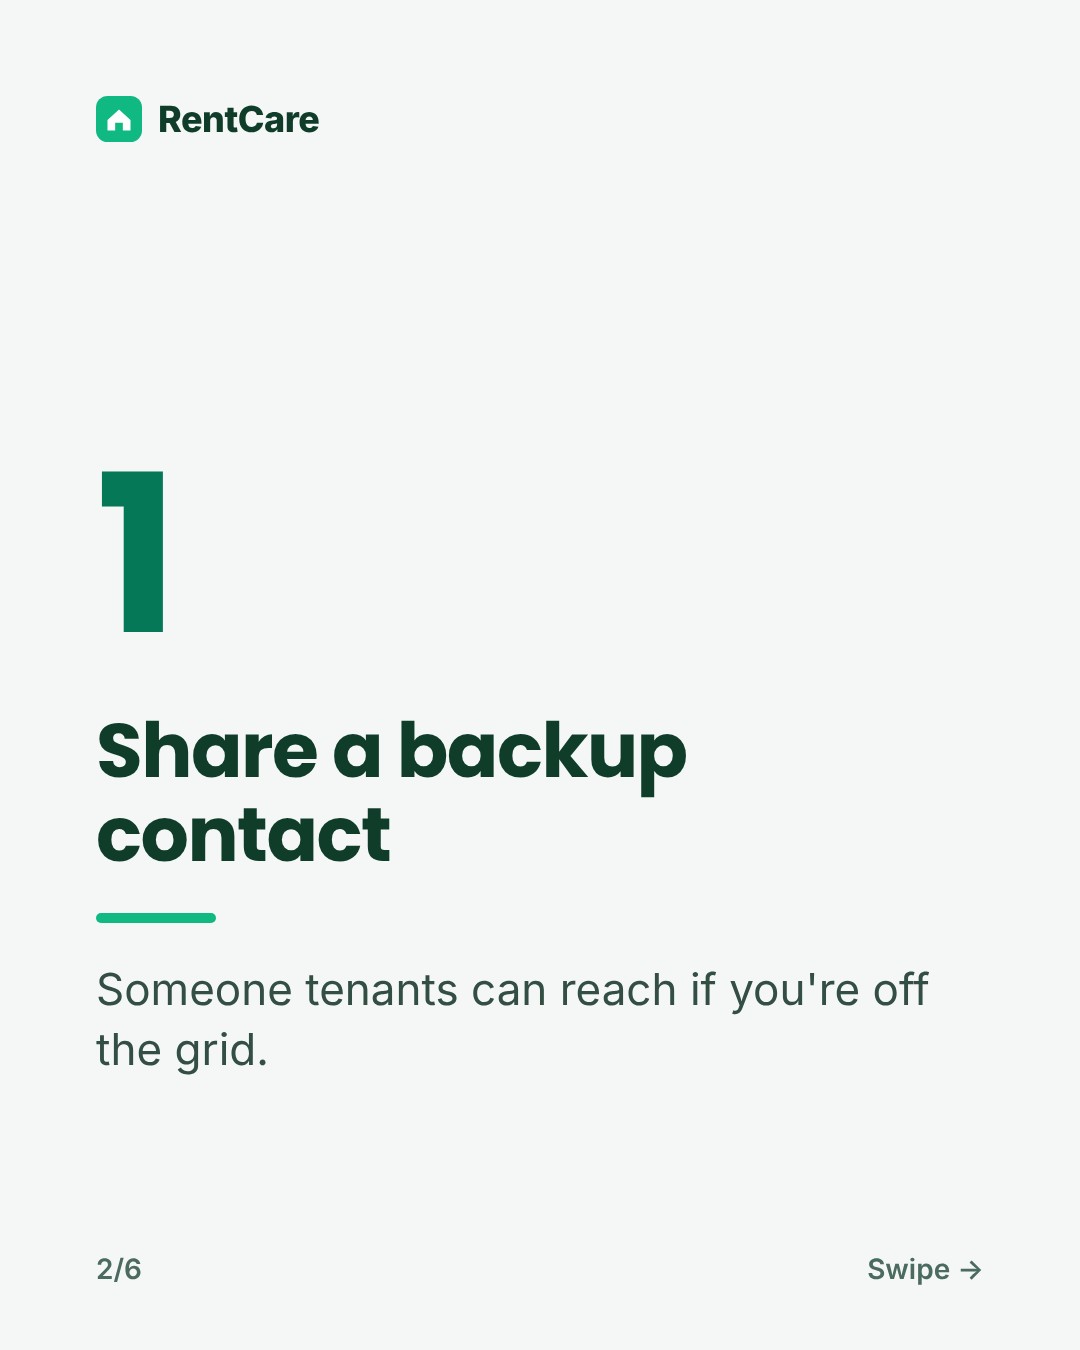 RentCare
1
Share a backup
contact
Someone tenants can reach if you're off
the grid.
2/6
Swipe →